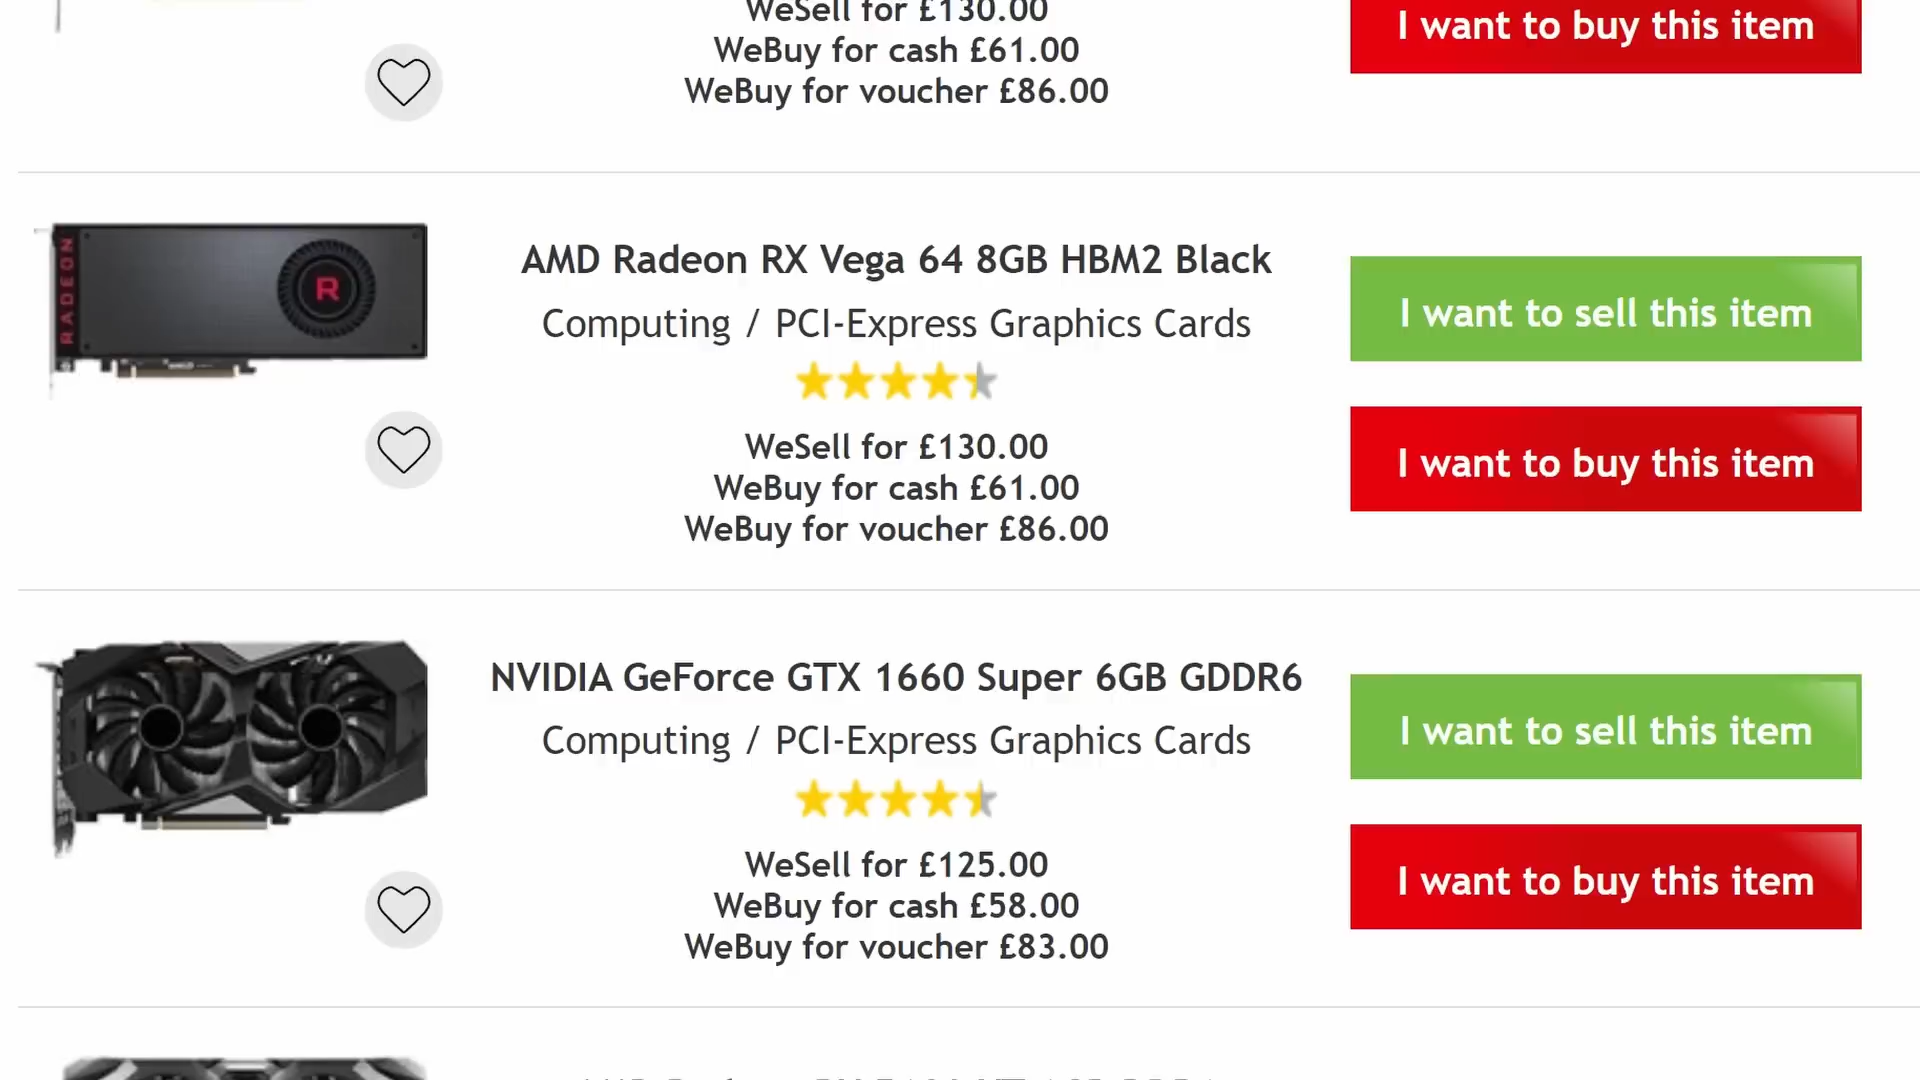 WeSell for £130.00
WeBuy for cash £61.00
WeBuy for voucher £86.00
I want to buy this item
RADEON
R
AMD Radeon RX Vega 64 8GB HBM2 Black
Computing / PCI-Express Graphics Cards
WeSell for £130.00
WeBuy for cash £61.00
WeBuy for voucher £86.00
I want to sell this item
I want to buy this item
NVIDIA GeForce GTX 1660 Super 6GB GDDR6
Computing / PCI-Express Graphics Cards
WeSell for £125.00
WeBuy for cash £58.00
WeBuy for voucher £83.00
I want to sell this item
I want to buy this item